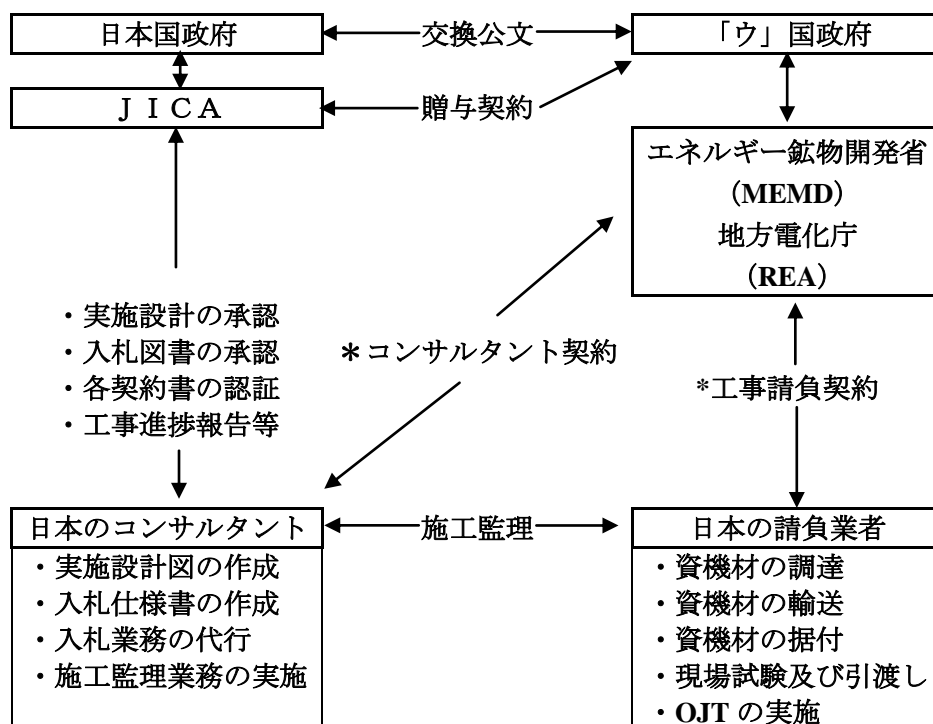 日本国政府
交換公文
「ウ」国政府
JICA
贈与契約
エネルギー鉱物開発省
(MEMD)
地方電化庁
(REA)
・実施設計の承認
・入札図書の承認
・各契約書の認証
・工事進捗報告等
*コンサルタント契約
*工事請負契約
日本のコンサルタント
施工監理
日本の請負業者
・実施設計図の作成
・入札仕様書の作成
・入札業務の代行
・施工監理業務の実施
・資機材の調達
・資機材の輸送
・資機材の据付
・現場試験及び引渡し
・OJT の実施